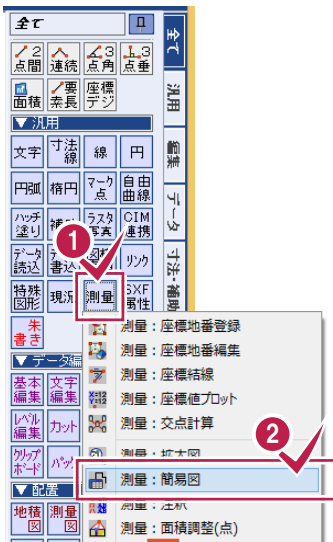 全て
点間 連続 点角 点垂
面積 要素長 座標デジ
▼ 汎用
文字 寸法線 線 円
円弧 楕円 マーク点 自由曲線
ハッチ塗り ラスタ写真 CIM連携
データ読込 リンク
特殊図形 現況 測量 SXF属性
朱書き
▼ データ編
基本編集 文字編集
レベル編集 カット
クリップボード
▼ 配置
地積図 測量図
全て
汎用
編集
データ
寸法・補助
1
測量：座標地番登録
測量：座標地番編集
測量：座標結線
測量：座標値プロット
測量：交点計算
2
測量：拡大図
測量：簡易図
測量：注釈
測量：面積調整(点)